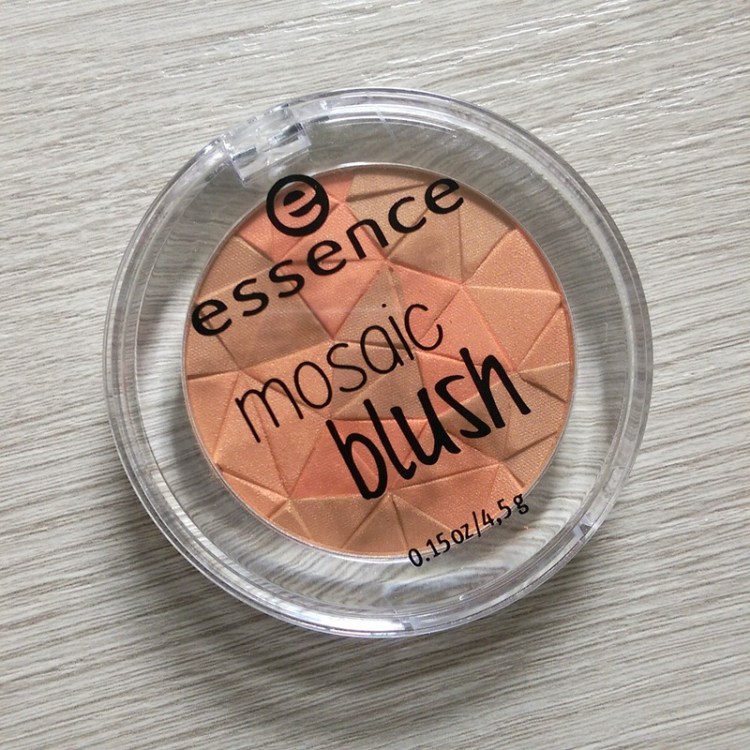 e
essence
mosaic
blush
0.15oz/4,5g